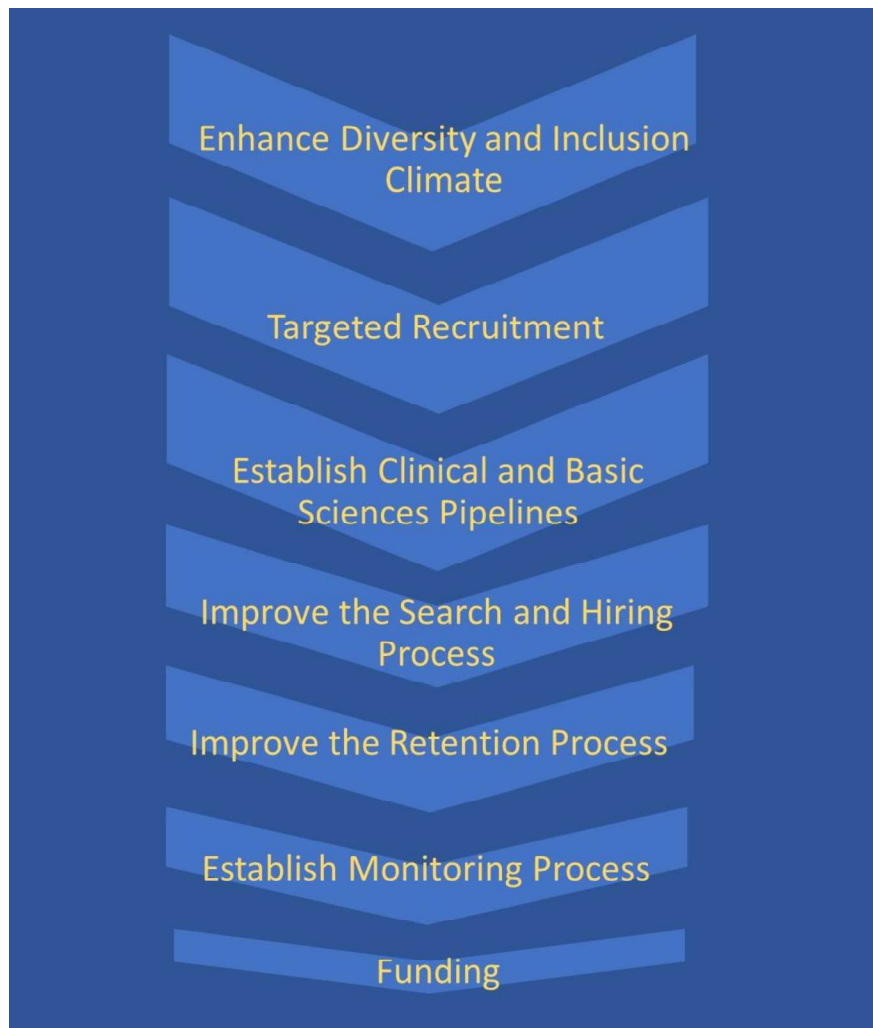 Enhance Diversity and Inclusion
Climate
Targeted Recruitment
Establish Clinical and Basic
Sciences Pipelines
Improve the Search and Hiring
Process
Improve the Retention Process
Establish Monitoring Process
Funding